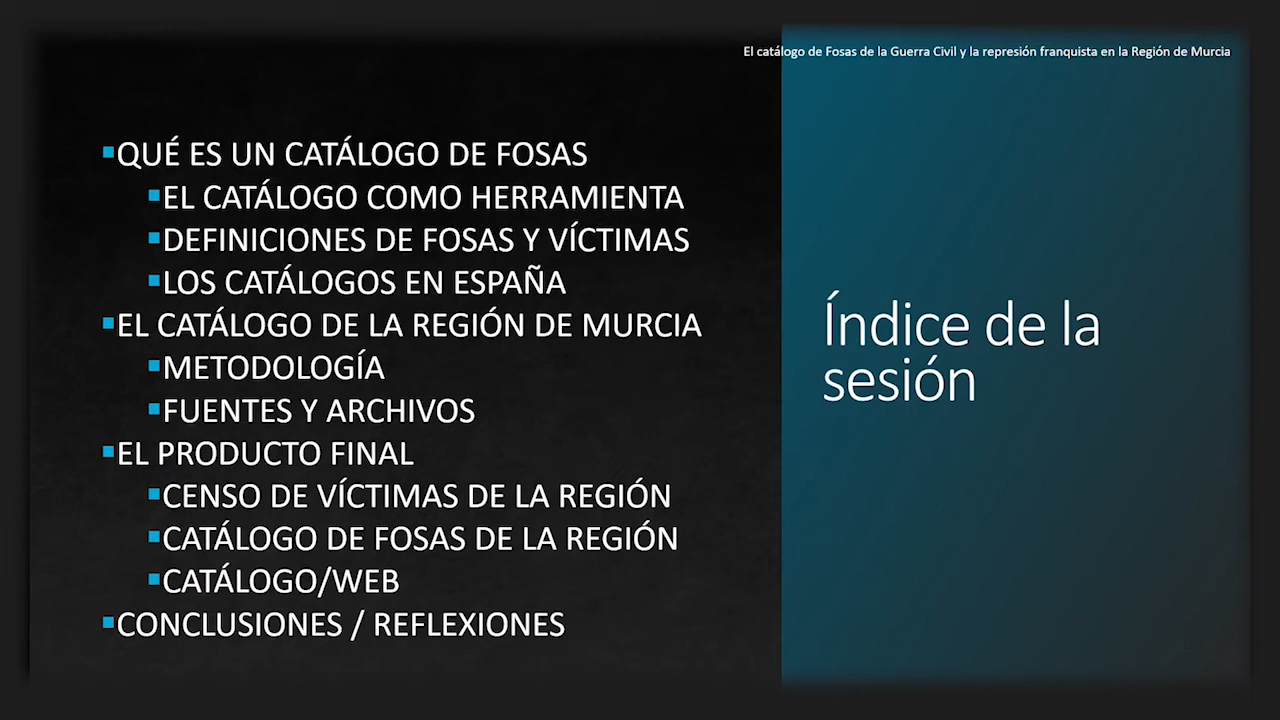 El catálogo de Fosas de la Guerra Civil y la represión franquista en la Región de Murcia
QUÉ ES UN CATÁLOGO DE FOSAS
EL CATÁLOGO COMO HERRAMIENTA
DEFINICIONES DE FOSAS Y VÍCTIMAS
LOS CATÁLOGOS EN ESPAÑA
EL CATÁLOGO DE LA REGIÓN DE MURCIA
METODOLOGÍA
FUENTES Y ARCHIVOS
EL PRODUCTO FINAL
CENSO DE VÍCTIMAS DE LA REGIÓN
CATÁLOGO DE FOSAS DE LA REGIÓN
CATÁLOGO/WEB
CONCLUSIONES / REFLEXIONES
Índice de la
sesión